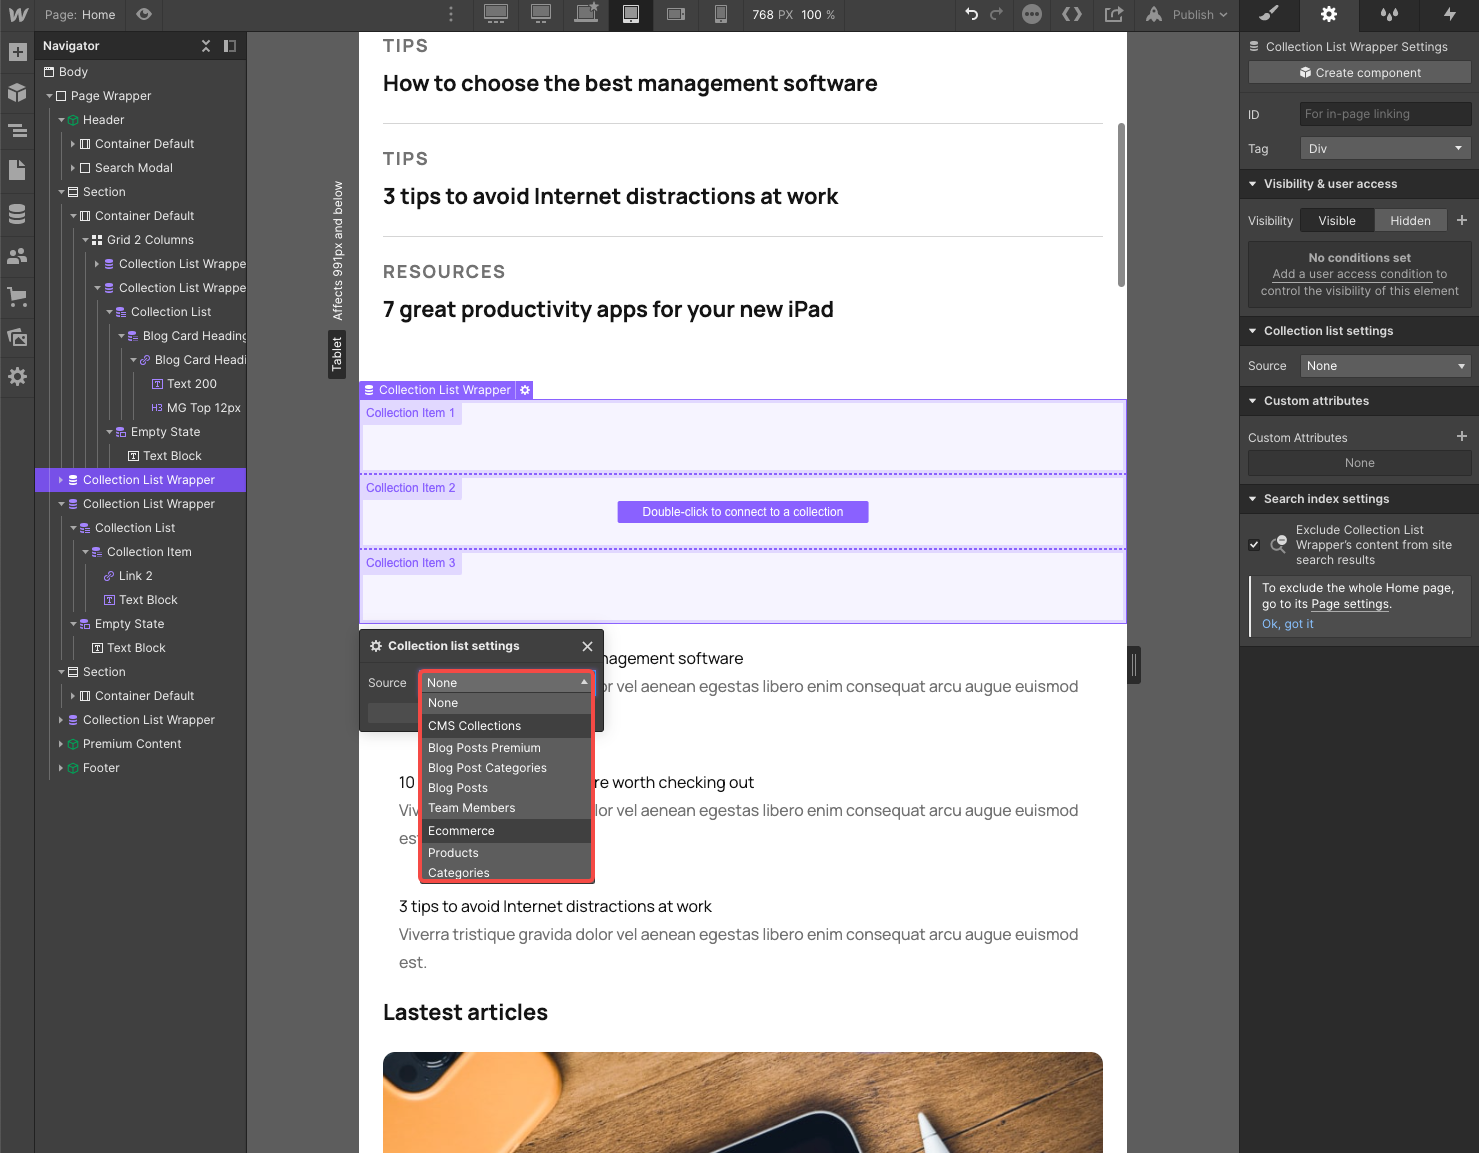 Page: Home
768 PX 100 %
Publish
Navigator
Body
Page Wrapper
Header
Container Default
Search Modal
Section
Container Default
Grid 2 Columns
Collection List Wrappe
Collection List Wrappe
Collection List
Blog Card Heading
Blog Card Headi
Text 200
H3 MG Top 12px
Empty State
Text Block
Collection List Wrapper
Collection List Wrapper
Collection List
Collection Item
Link 2
Text Block
Empty State
Text Block
Section
Container Default
Collection List Wrapper
Premium Content
Footer
Affects 991px and below
Tablet
TIPS
How to choose the best management software
TIPS
3 tips to avoid Internet distractions at work
RESOURCES
7 great productivity apps for your new iPad
Collection List Wrapper
Collection Item 1
Collection Item 2
Double-click to connect to a collection
Collection Item 3
Collection list settings
Source None
None
CMS Collections
Blog Posts Premium
Blog Post Categories
Blog Posts
Team Members
Ecommerce
Products
Categories
nagement software
or vel aenean egestas libero enim consequat arcu augue euismod
10 re worth checking out
Viv lor vel aenean egestas libero enim consequat arcu augue euismod
es
3 tips to avoid Internet distractions at work
Viverra tristique gravida dolor vel aenean egestas libero enim consequat arcu augue euismod
est.
Lastest articles
Collection List Wrapper Settings
Create component
ID For in-page linking
Tag Div
Visibility & user access
Visibility Visible Hidden
No conditions set
Add a user access condition to
control the visibility of this element
Collection list settings
Source None
Custom attributes
Custom Attributes
None
Search index settings
Exclude Collection List
Wrapper's content from site
search results
To exclude the whole Home page,
go to its Page settings.
Ok, got it